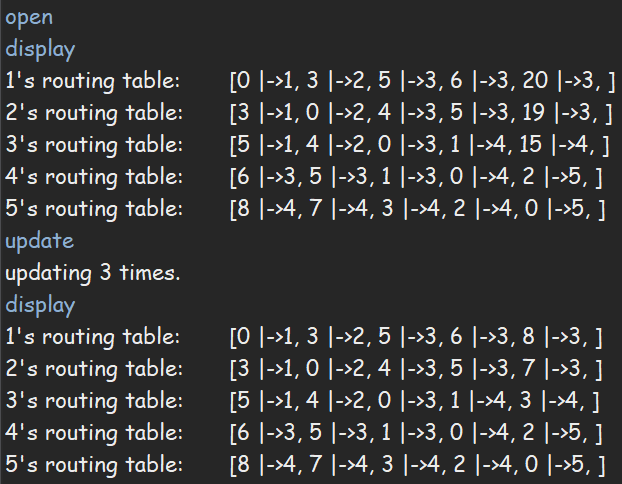 open
display
1's routing table: [0 |->1, 3 |->2, 5 |->3, 6 |->3, 20 |->3, ]
2's routing table: [3 |->1, 0 |->2, 4 |->3, 5 |->3, 19 |->3, ]
3's routing table: [5 |->1, 4 |->2, 0 |->3, 1 |->4, 15 |->4, ]
4's routing table: [6 |->3, 5 |->3, 1 |->3, 0 |->4, 2 |->5, ]
5's routing table: [8 |->4, 7 |->4, 3 |->4, 2 |->4, 0 |->5, ]
update
updating 3 times.
display
1's routing table: [0 |->1, 3 |->2, 5 |->3, 6 |->3, 8 |->3, ]
2's routing table: [3 |->1, 0 |->2, 4 |->3, 5 |->3, 7 |->3, ]
3's routing table: [5 |->1, 4 |->2, 0 |->3, 1 |->4, 3 |->4, ]
4's routing table: [6 |->3, 5 |->3, 1 |->3, 0 |->4, 2 |->5, ]
5's routing table: [8 |->4, 7 |->4, 3 |->4, 2 |->4, 0 |->5, ]